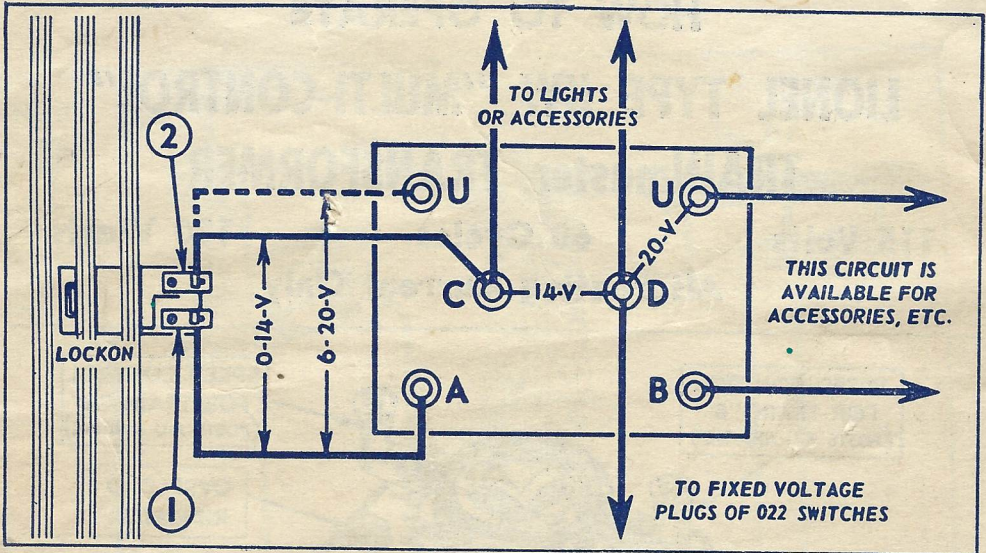 TO LIGHTS
OR ACCESSORIES
2
U
U
20-V
C
14-V
D
THIS CIRCUIT IS
AVAILABLE FOR
ACCESSORIES, ETC.
0-14-V
6-20-V
LOCKON
A
B
1
TO FIXED VOLTAGE
PLUGS OF 022 SWITCHES